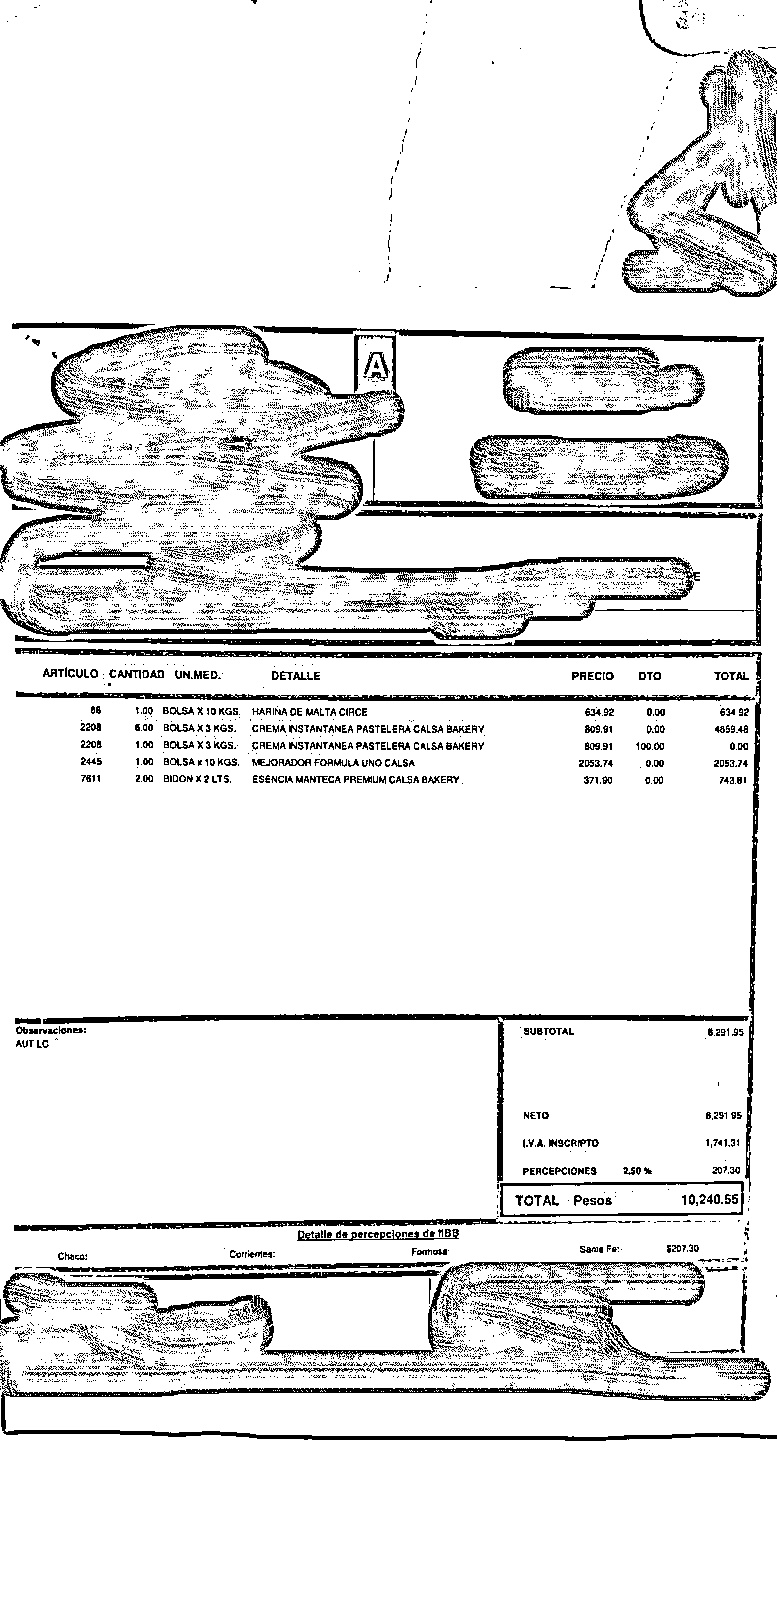 A
ARTÍCULO CANTIDAD UN.MED. DETALLE PRECIO DTO TOTAL
86 1.00 BOLSA X 10 KGS. HARINA DE MALTA CIRCE 634.92 0.00 634.92
2208 6.00 BOLSA X 3 KGS. CREMA INSTANTANEA PASTELERA CALSA BAKERY 809.91 0.00 4859.48
2208 1.00 BOLSA X 3 KGS. CREMA INSTANTANEA PASTELERA CALSA BAKERY 809.91 100.00 0.00
2445 1.00 BOLSA x 10 KGS. MEJORADOR FORMULA UNO CALSA 2053.74 0.00 2053.74
7611 2.00 BIDON X 2 LTS. ESENCIA MANTECA PREMIUM CALSA BAKERY 371.90 0.00 743.81
Observaciones:
AUT LC
SUBTOTAL 8,291.95
NETO 8,291.95
I.V.A. INSCRIPTO 1,741.31
PERCEPCIONES 2,50 % 207.30
TOTAL Pesos 10,240.55
Detalle de percepciones de IIBB
Chaco: Corrientes: Formosa: Santa Fe: $207.30